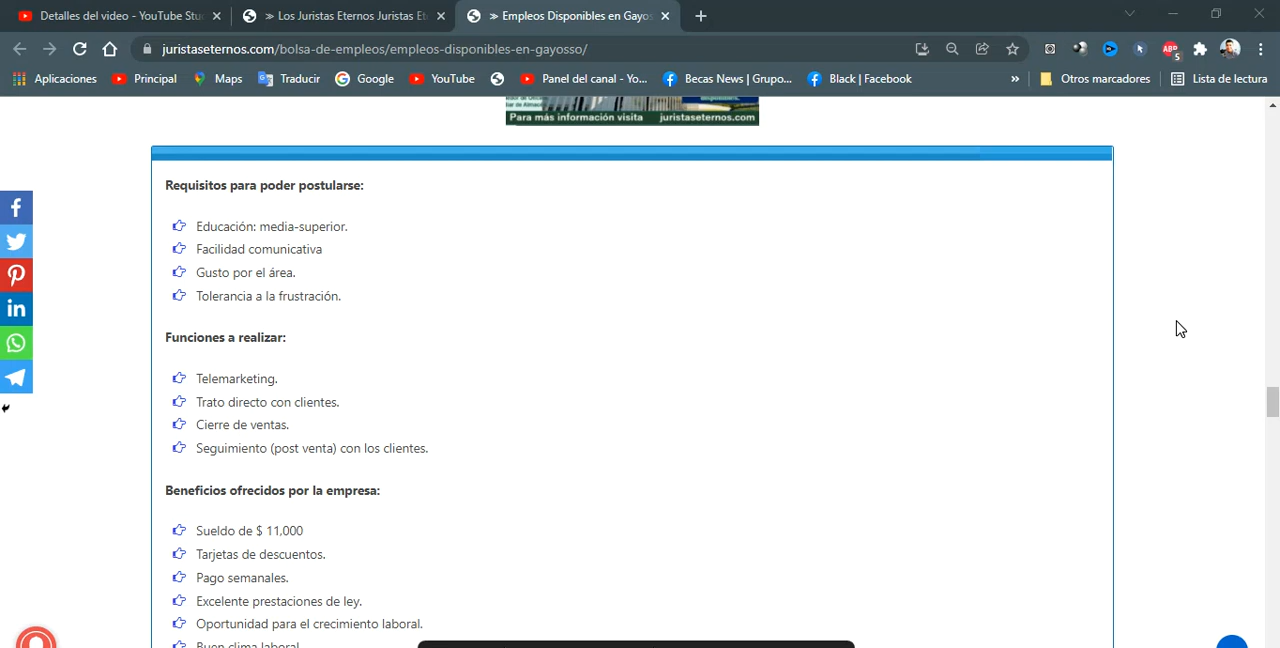 Detalles del video - YouTube Stu
≫ Los Juristas Eternos Juristas Et
≫ Empleos Disponibles en Gayos
juristaseternos.com/bolsa-de-empleos/empleos-disponibles-en-gayosso/
Aplicaciones
Principal
Maps
Traducir
Google
YouTube
Panel del canal - Yo...
Becas News | Grupo...
Black | Facebook
»
Otros marcadores
Lista de lectura
Para más información visita juristaseternos.com
Requisitos para poder postularse:
Educación: media-superior.
Facilidad comunicativa
Gusto por el área.
Tolerancia a la frustración.
Funciones a realizar:
Telemarketing.
Trato directo con clientes.
Cierre de ventas.
Seguimiento (post venta) con los clientes.
Beneficios ofrecidos por la empresa:
Sueldo de $ 11,000
Tarjetas de descuentos.
Pago semanales.
Excelente prestaciones de ley.
Oportunidad para el crecimiento laboral.
Buen clima laboral